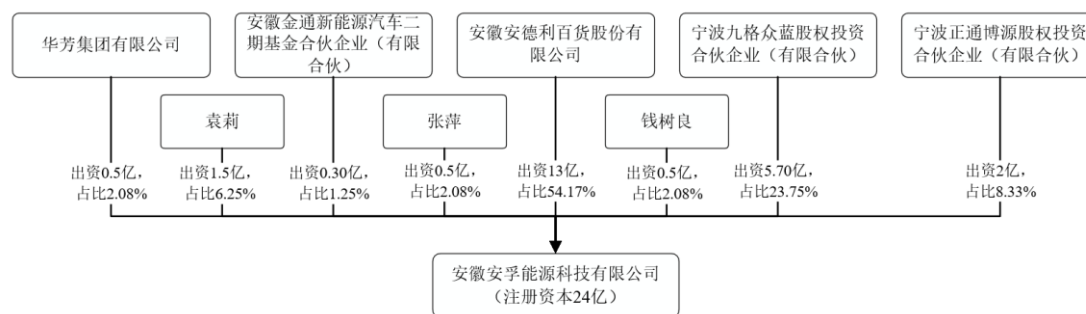 华芳集团有限公司
安徽金通新能源汽车二
期基金合伙企业（有限
合伙）
安徽安德利百货股份有
限公司
宁波九格众蓝股权投资
合伙企业（有限合伙）
宁波正通博源股权投资
合伙企业（有限合伙）
袁莉
张萍
钱树良
出资0.5亿，
占比2.08%
出资1.5亿，
占比6.25%
出资0.30亿，
占比1.25%
出资0.5亿，
占比2.08%
出资13亿，
占比54.17%
出资0.5亿，
占比2.08%
出资5.70亿，
占比23.75%
出资2亿，
占比8.33%
安徽安孚能源科技有限公司
（注册资本24亿）